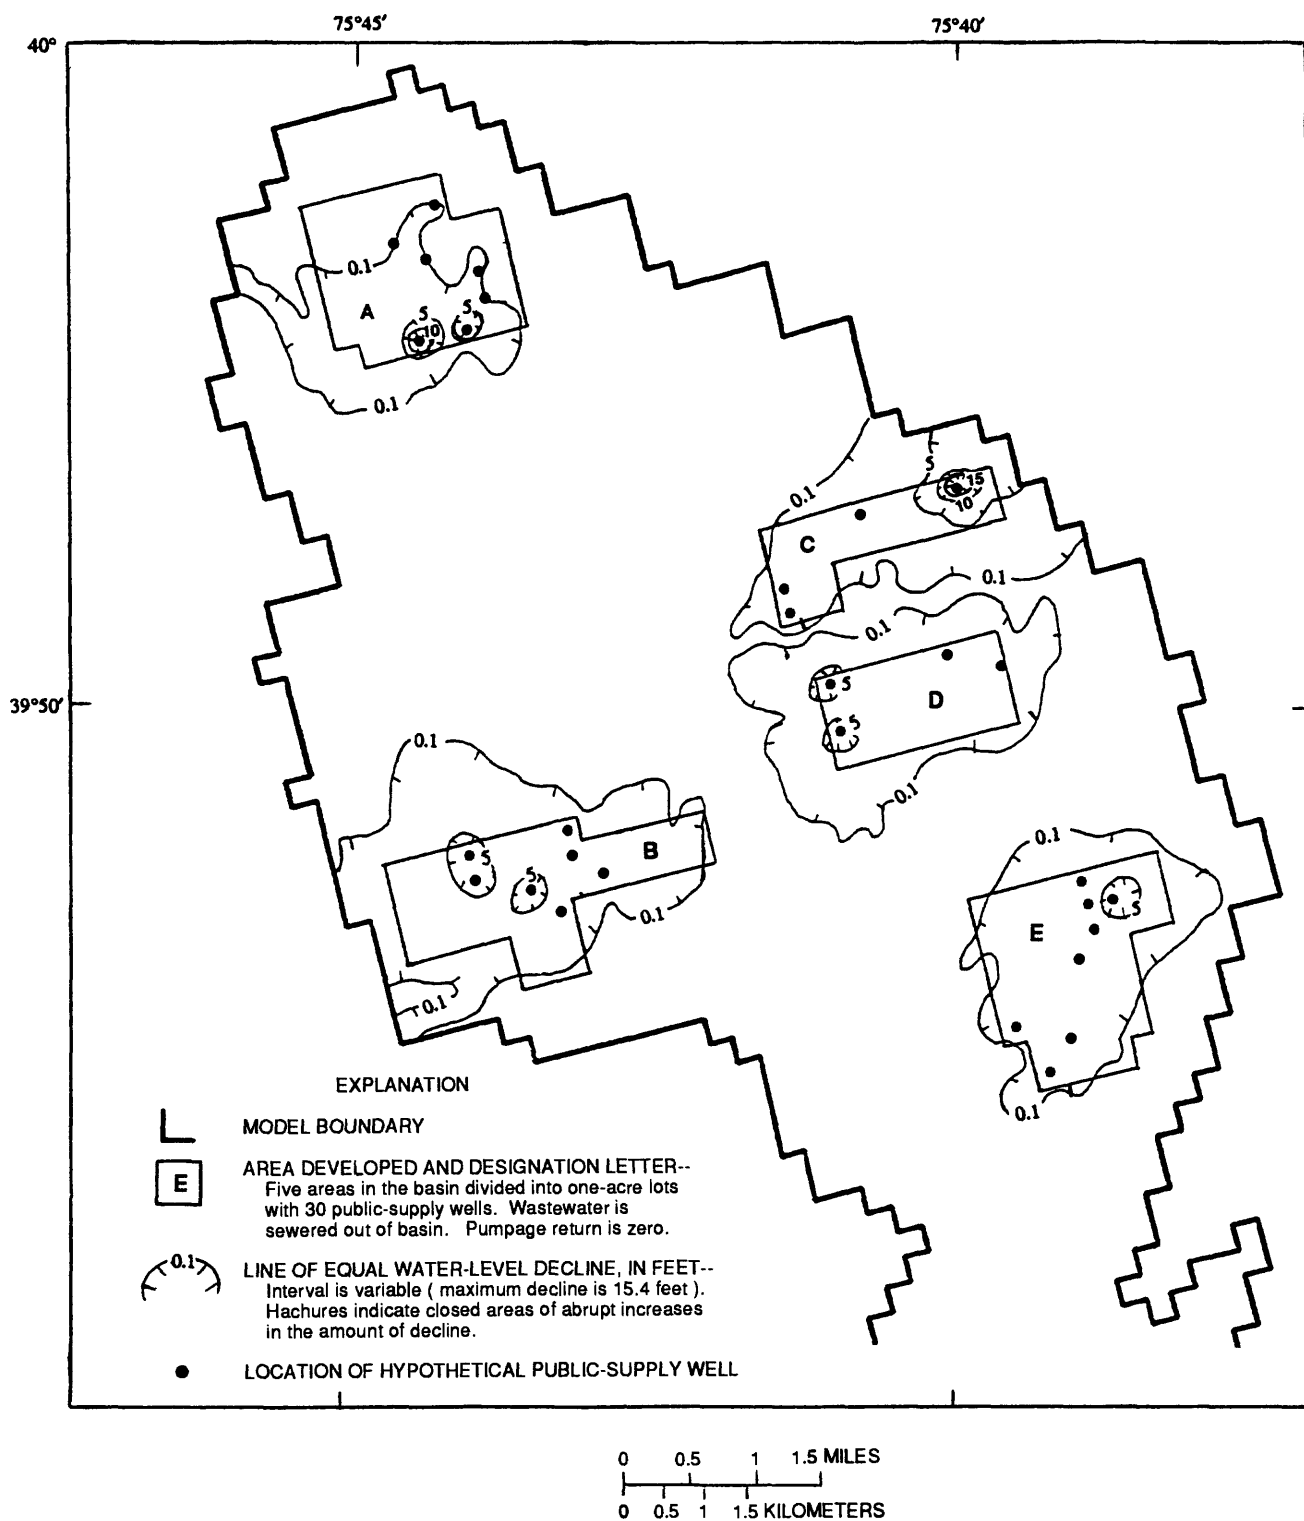 75°45′ 75°40′
40°
0.1
A
5 5
10
0.1
5
15
0.1
10
C
0.1
0.1
5
D
39°50′
5
0.1
0.1
0.1
B
5
5
5
E
0.1
0.1
0.1
EXPLANATION
MODEL BOUNDARY
AREA DEVELOPED AND DESIGNATION LETTER--
E
Five areas in the basin divided into one-acre lots
with 30 public-supply wells. Wastewater is
sewered out of basin. Pumpage return is zero.
0.1
LINE OF EQUAL WATER-LEVEL DECLINE, IN FEET--
Interval is variable ( maximum decline is 15.4 feet ).
Hachures indicate closed areas of abrupt increases
in the amount of decline.
LOCATION OF HYPOTHETICAL PUBLIC-SUPPLY WELL
0 0.5 1 1.5 MILES
0 0.5 1 1.5 KILOMETERS